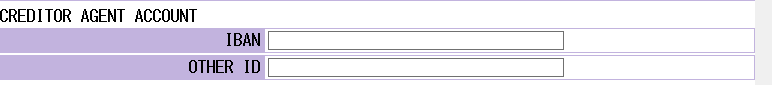 CREDITOR AGENT ACCOUNT
IBAN
OTHER ID